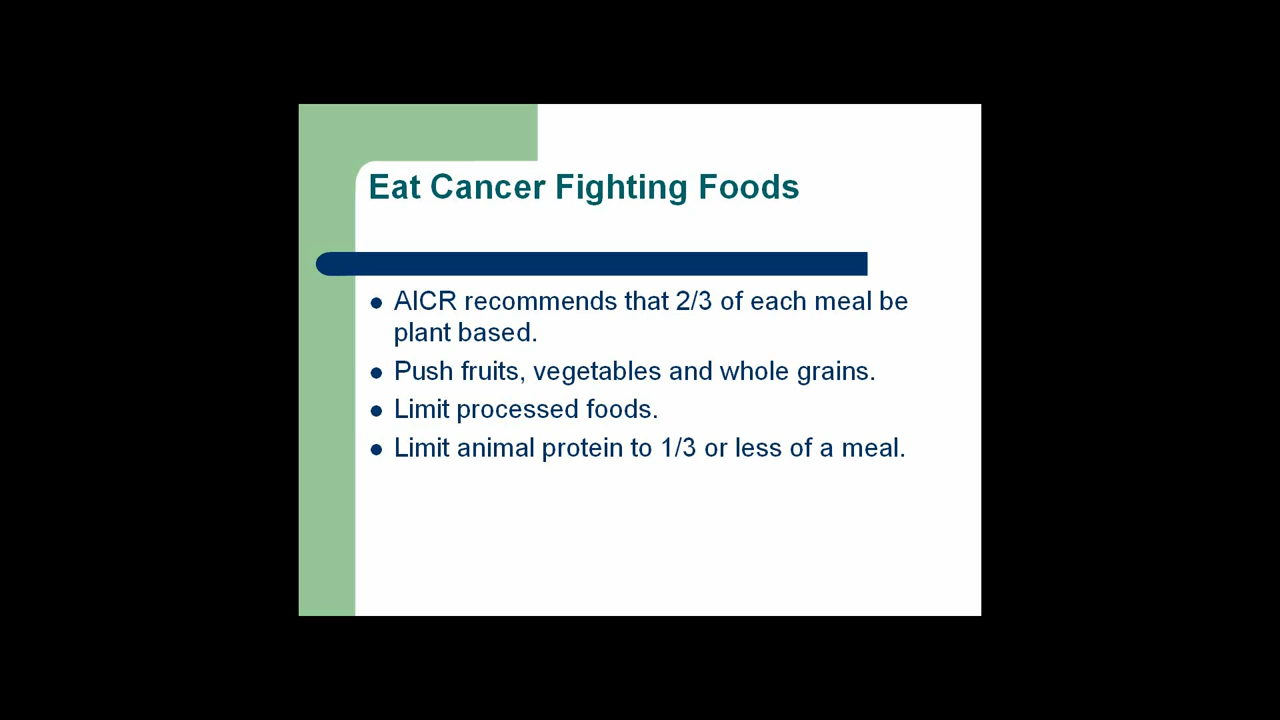 Eat Cancer Fighting Foods
● AICR recommends that 2/3 of each meal be
plant based.
● Push fruits, vegetables and whole grains.
● Limit processed foods.
● Limit animal protein to 1/3 or less of a meal.